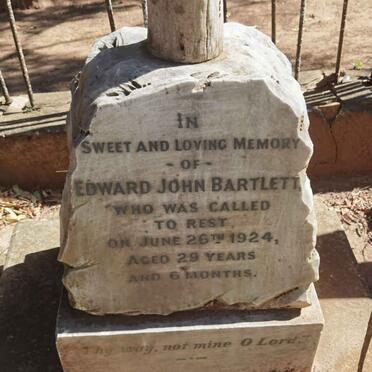 IN
SWEET AND LOVING MEMORY
- OF -
EDWARD JOHN BARTLETT,
WHO WAS CALLED
TO REST
ON JUNE 26TH 1924,
AGED 29 YEARS
AND 6 MONTHS.
"Thy way, not mine O Lord."